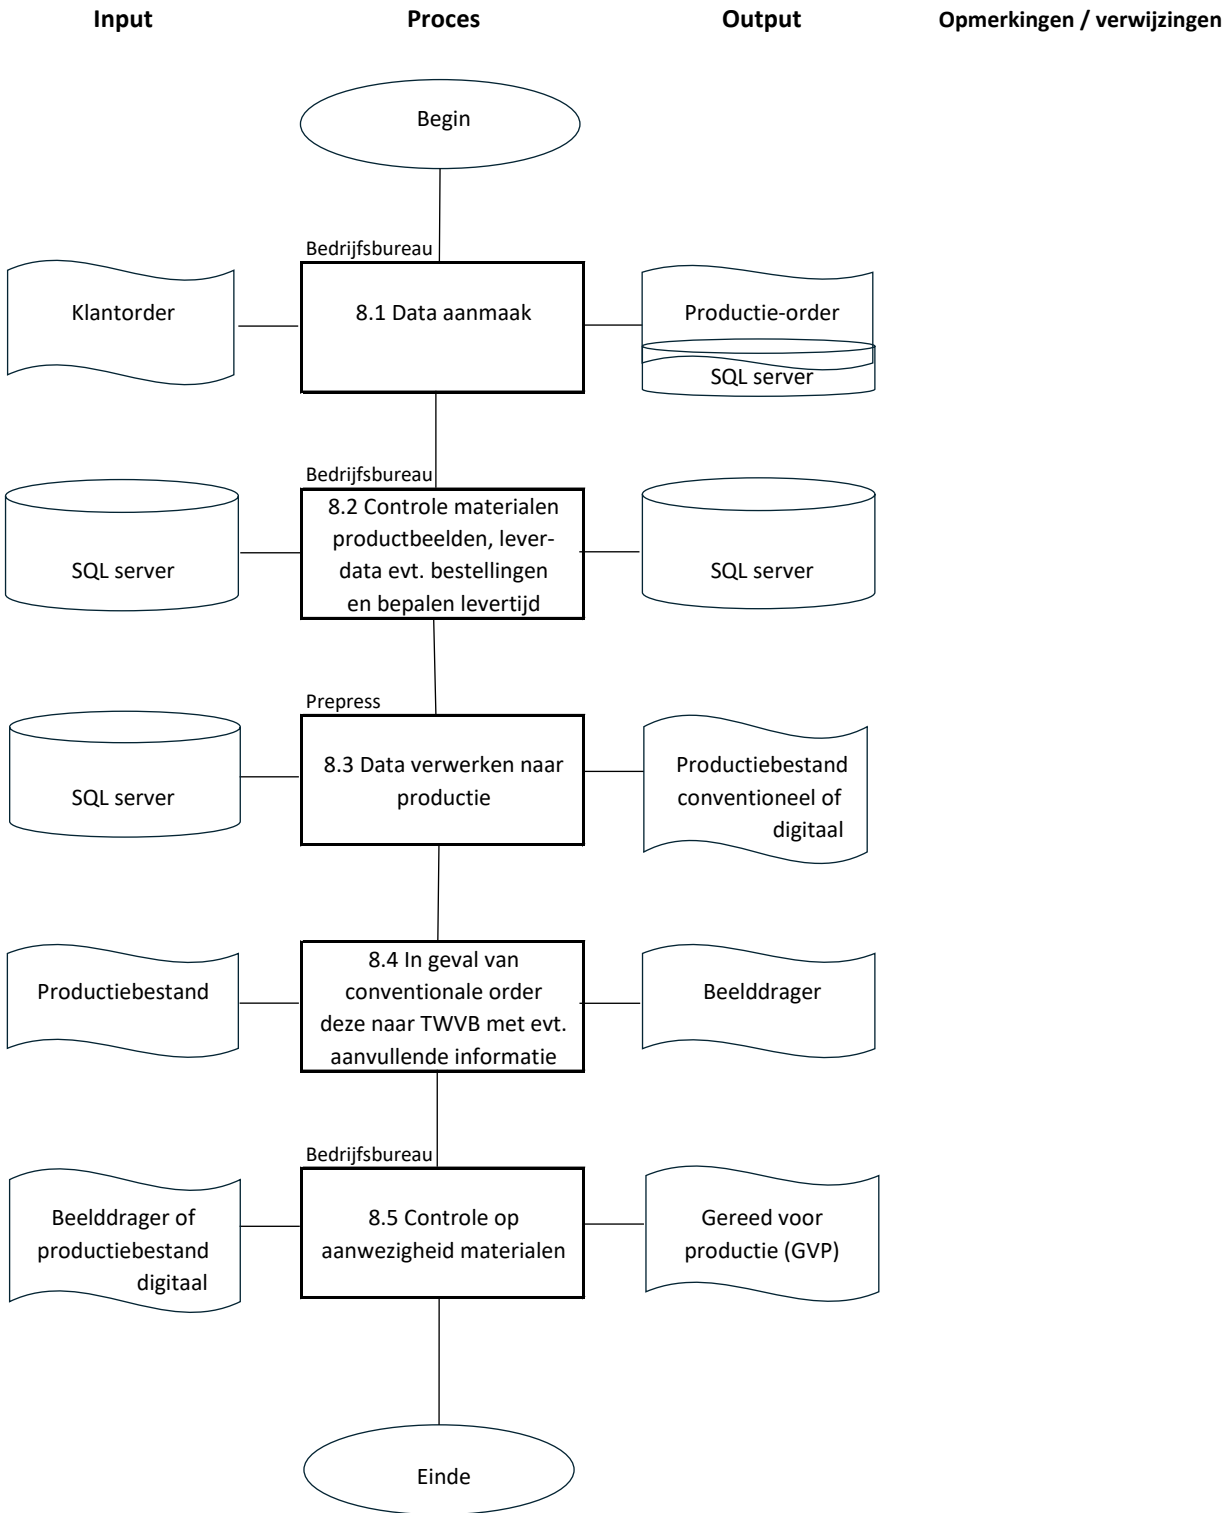 Input
Proces
Output
Opmerkingen / verwijzingen
Begin
Bedrijfsbureau
Klantorder
8.1 Data aanmaak
Productie-order
SQL server
Bedrijfsbureau
SQL server
8.2 Controle materialen
productbeelden, lever-
data evt. bestellingen
en bepalen levertijd
SQL server
Prepress
SQL server
8.3 Data verwerken naar
productie
Productiebestand
conventioneel of
digitaal
Productiebestand
8.4 In geval van
conventionale order
deze naar TWVB met evt.
aanvullende informatie
Beelddrager
Bedrijfsbureau
Beelddrager of
productiebestand
digitaal
8.5 Controle op
aanwezigheid materialen
Gereed voor
productie (GVP)
Einde